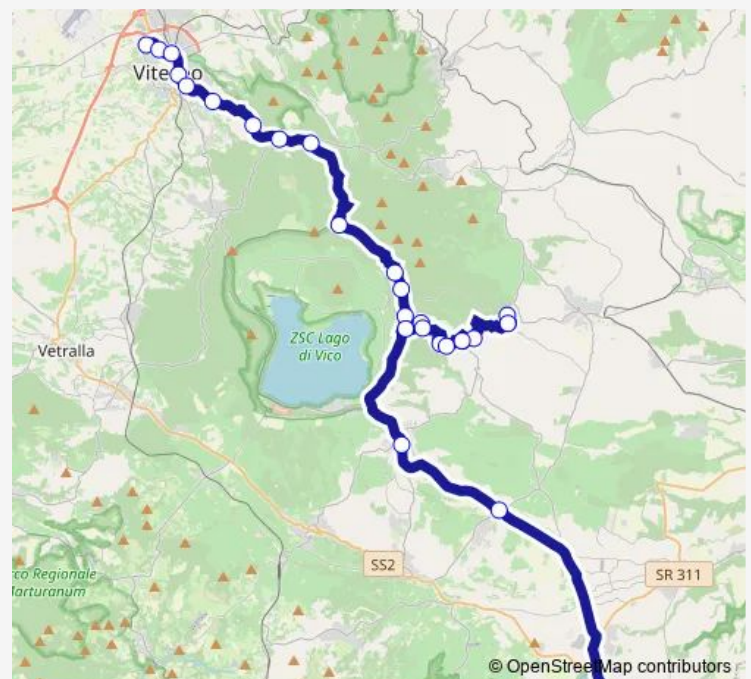 Viterbo
ZSC Lago
di Vico
Vetralla
SS2
SR 311
rco Regionale
Marturanum
© OpenStreetMap contributors